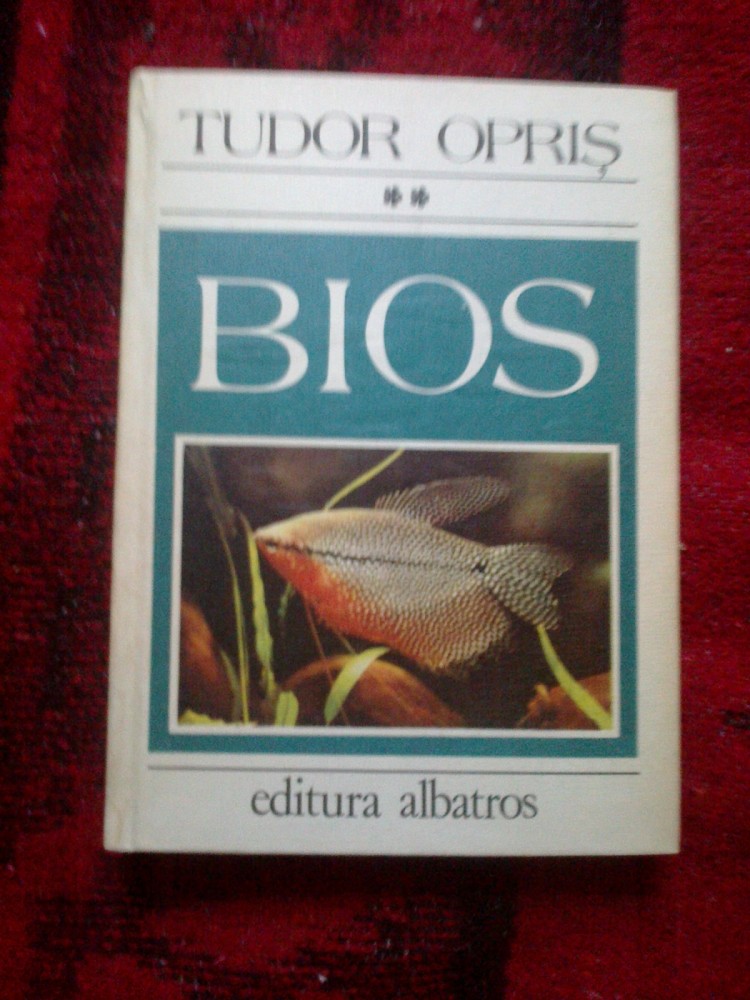 TUDOR OPRIȘ
**
BIOS
editura albatros